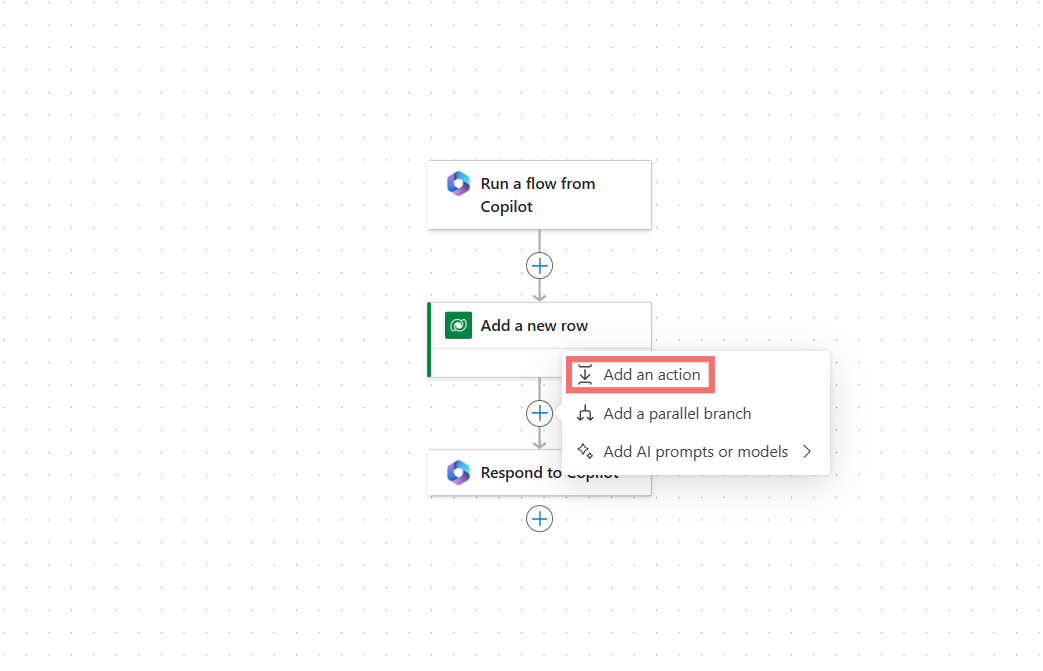 Run a flow from
Copilot
Add a new row
Add an action
Add a parallel branch
Add AI prompts or models
Respond to Copilot